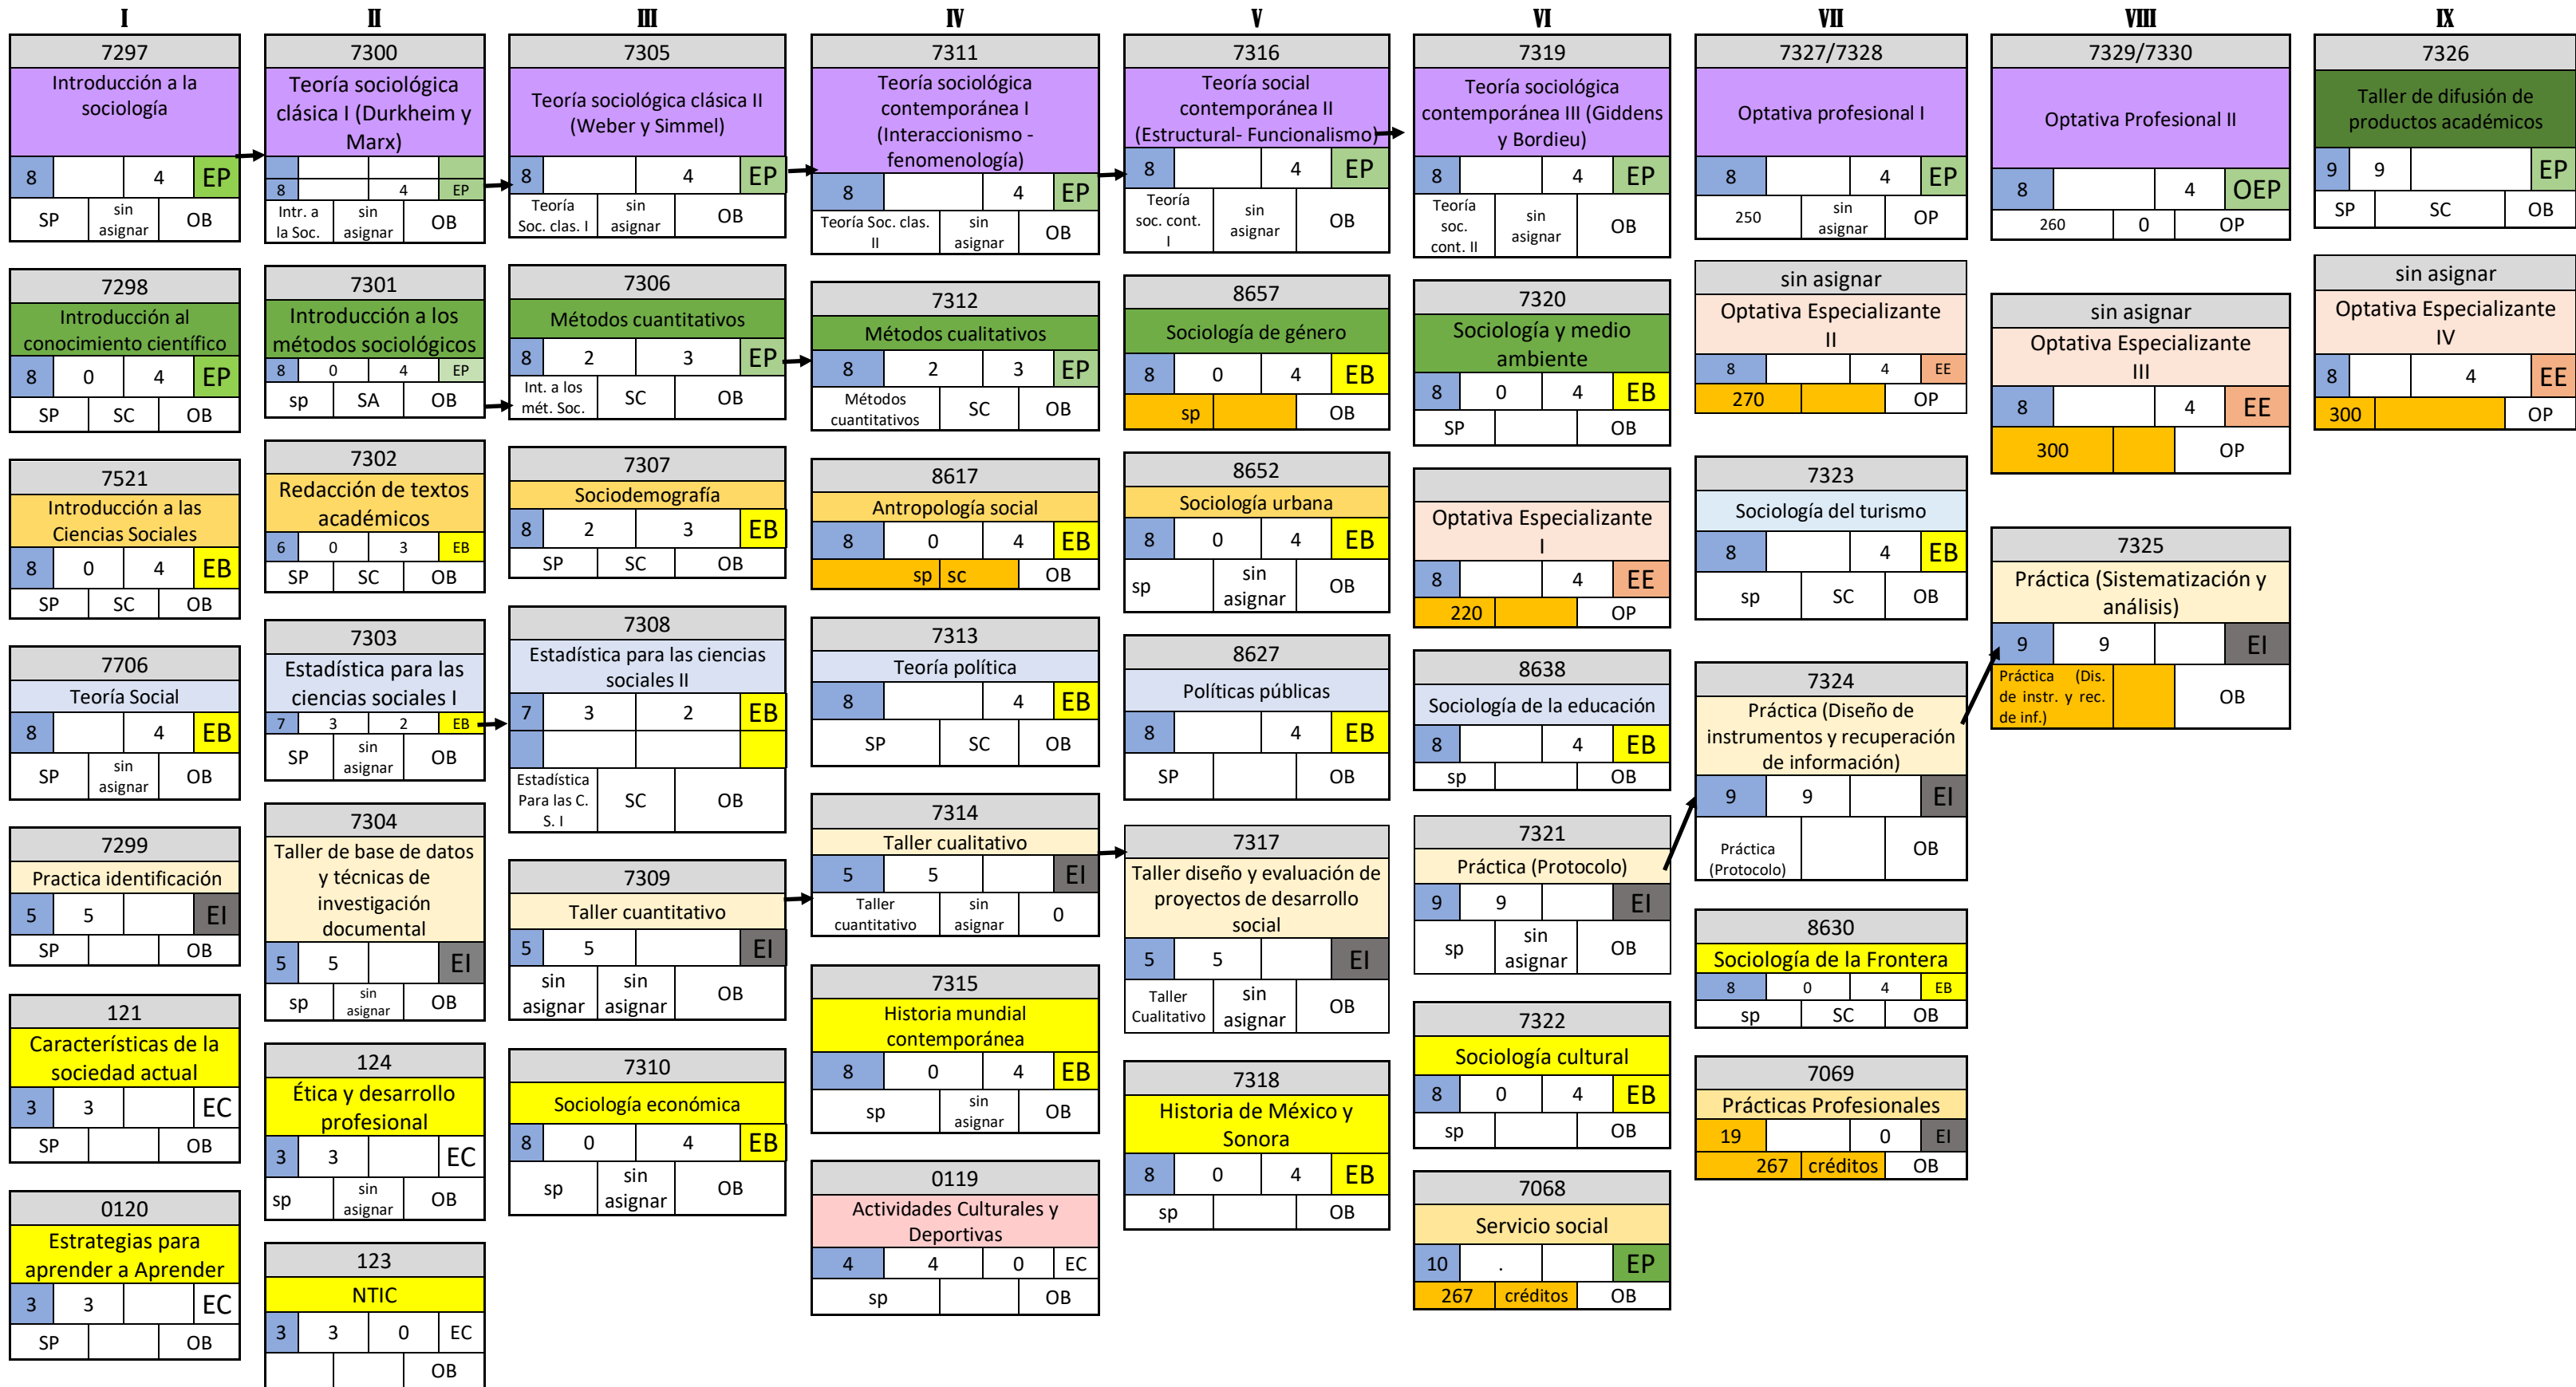 I
7297
Introducción a la
sociología
8 4 EP
SP sin
asignar
7298
Introducción al
conocimiento científico
8 0 4 EP
SP SC OB
7521
Introducción a las
Ciencias Sociales
8 0 4 EB
SP SC OB
7706
Teoría Social
8 4 EB
SP sin
asignar OB
7299
Practica identificación
5 5 EI
SP OB
121
Características de la
sociedad actual
3 3 EC
SP OB
0120
Estrategias para
aprender a Aprender
3 3 EC
SP OB
II
7300
Teoría sociológica
clásica I (Durkheim y
Marx)
8 4 EP
Intr. a
la Soc. sin
asignar OB
7301
Introducción a los
métodos sociológicos
8 0 4 EP
sp SA OB
7302
Redacción de textos
académicos
6 0 3 EB
SP SC OB
7303
Estadística para las
ciencias sociales I
7 3 2 EB
SP sin
asignar OB
7304
Taller de base de datos
y técnicas de
investigación
documental
5 5 EI
sp sin
asignar OB
124
Ética y desarrollo
profesional
3 3 EC
sp sin
asignar OB
123
NTIC
3 3 0 EC
OB
III
7305
Teoría sociológica clásica II
(Weber y Simmel)
8 4 EP
Teoría
Soc. clas. I sin
asignar OB
7306
Métodos cuantitativos
8 2 3 EP
Int. a los
mét. Soc. SC OB
7307
Sociodemografía
8 2 3 EB
SP SC OB
7308
Estadística para las ciencias
sociales II
7 3 2 EB
Estadística
Para las C.
S. I SC OB
7309
Taller cuantitativo
5 5 EI
sin
asignar sin
asignar OB
7310
Sociología económica
8 0 4 EB
sp sin
asignar OB
IV
7311
Teoría sociológica
contemporánea I
(Interaccionismo -
fenomenología)
8 4 EP
Teoría Soc. clas.
II sin
asignar OB
7312
Métodos cualitativos
8 2 3 EP
Métodos
cuantitativos SC OB
8617
Antropología social
8 0 4 EB
sp sc OB
7313
Teoría política
8 4 EB
SP SC OB
7314
Taller cualitativo
5 5 EI
Taller
cuantitativo sin
asignar 0
7315
Historia mundial
contemporánea
8 0 4 EB
sp sin
asignar OB
0119
Actividades Culturales y
Deportivas
4 4 0 EC
sp OB
V
7316
Teoría social
contemporánea II
(Estructural- Funcionalismo)
8 4 EP
Teoría
soc. cont.
I sin
asignar OB
8657
Sociología de género
8 0 4 EB
sp OB
8652
Sociología urbana
8 0 4 EB
sp sin
asignar OB
8627
Políticas públicas
8 4 EB
SP OB
7317
Taller diseño y evaluación de
proyectos de desarrollo
social
5 5 EI
Taller
Cualitativo sin
asignar OB
7318
Historia de México y
Sonora
8 0 4 EB
sp OB
VI
7319
Teoría sociológica
contemporánea III (Giddens
y Bordieu)
8 4 EP
Teoría
soc.
cont. II sin
asignar OB
7320
Sociología y medio
ambiente
8 0 4 EB
SP OB
Optativa Especializante
I
8 4 EE
220 OP
8638
Sociología de la educación
8 4 EB
sp OB
7321
Práctica (Protocolo)
9 9 EI
sp sin
asignar OB
7322
Sociología cultural
8 0 4 EB
sp OB
7068
Servicio social
10 . EP
267 créditos OB
VII
7327/7328
Optativa profesional I
8 4 EP
250 sin
asignar OP
sin asignar
Optativa Especializante
II
8 4 EE
270 OP
7323
Sociología del turismo
8 4 EB
sp SC OB
7324
Práctica (Diseño de
instrumentos y recuperación
de información)
9 9 EI
Práctica
(Protocolo) OB
8630
Sociología de la Frontera
8 0 4 EB
sp SC OB
7069
Prácticas Profesionales
19 0 EI
267 créditos OB
VIII
7329/7330
Optativa Profesional II
8 4 OEP
260 0 OP
sin asignar
Optativa Especializante
III
8 4 EE
300 OP
7325
Práctica (Sistematización y
análisis)
9 9 EI
Práctica (Dis.
de instr. y rec.
de inf.) OB
IX
7326
Taller de difusión de
productos académicos
9 9 EP
SP SC OB
sin asignar
Optativa Especializante
IV
8 4 EE
300 OP